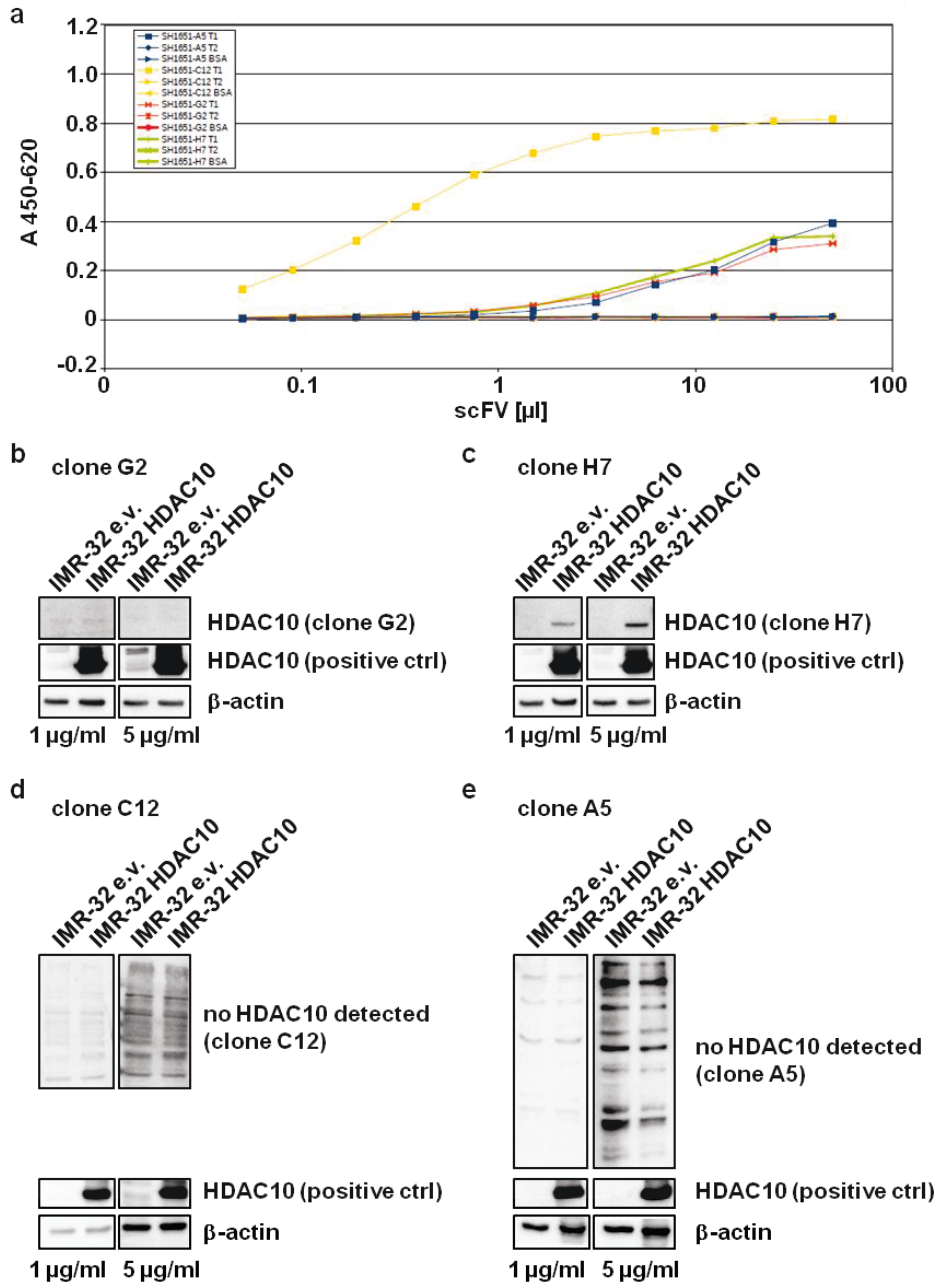 a
1.2
1.0
0.8
0.6
0.4
0.2
0
-0.2
A 450-620
SH1651-A5 T1
SH1651-A5 T2
SH1651-A5 BSA
SH1651-C12 T1
SH1651-C12 T2
SH1651-C12 BSA
SH1651-G2 T1
SH1651-G2 T2
SH1651-G2 BSA
SH1651-H7 T1
SH1651-H7 T2
SH1651-H7 BSA
0 0.1 1 10 100
scFV [µl]
b
clone G2
IMR-32 e.v.
IMR-32 HDAC10
IMR-32 e.v.
IMR-32 HDAC10
HDAC10 (clone G2)
HDAC10 (positive ctrl)
β-actin
1 µg/ml 5 µg/ml
c
clone H7
IMR-32 e.v.
IMR-32 HDAC10
IMR-32 e.v.
IMR-32 HDAC10
HDAC10 (clone H7)
HDAC10 (positive ctrl)
β-actin
1 µg/ml 5 µg/ml
d
clone C12
IMR-32 e.v.
IMR-32 HDAC10
IMR-32 e.v.
IMR-32 HDAC10
no HDAC10 detected
(clone C12)
HDAC10 (positive ctrl)
β-actin
1 µg/ml 5 µg/ml
e
clone A5
IMR-32 e.v.
IMR-32 HDAC10
IMR-32 e.v.
IMR-32 HDAC10
no HDAC10 detected
(clone A5)
HDAC10 (positive ctrl)
β-actin
1 µg/ml 5 µg/ml